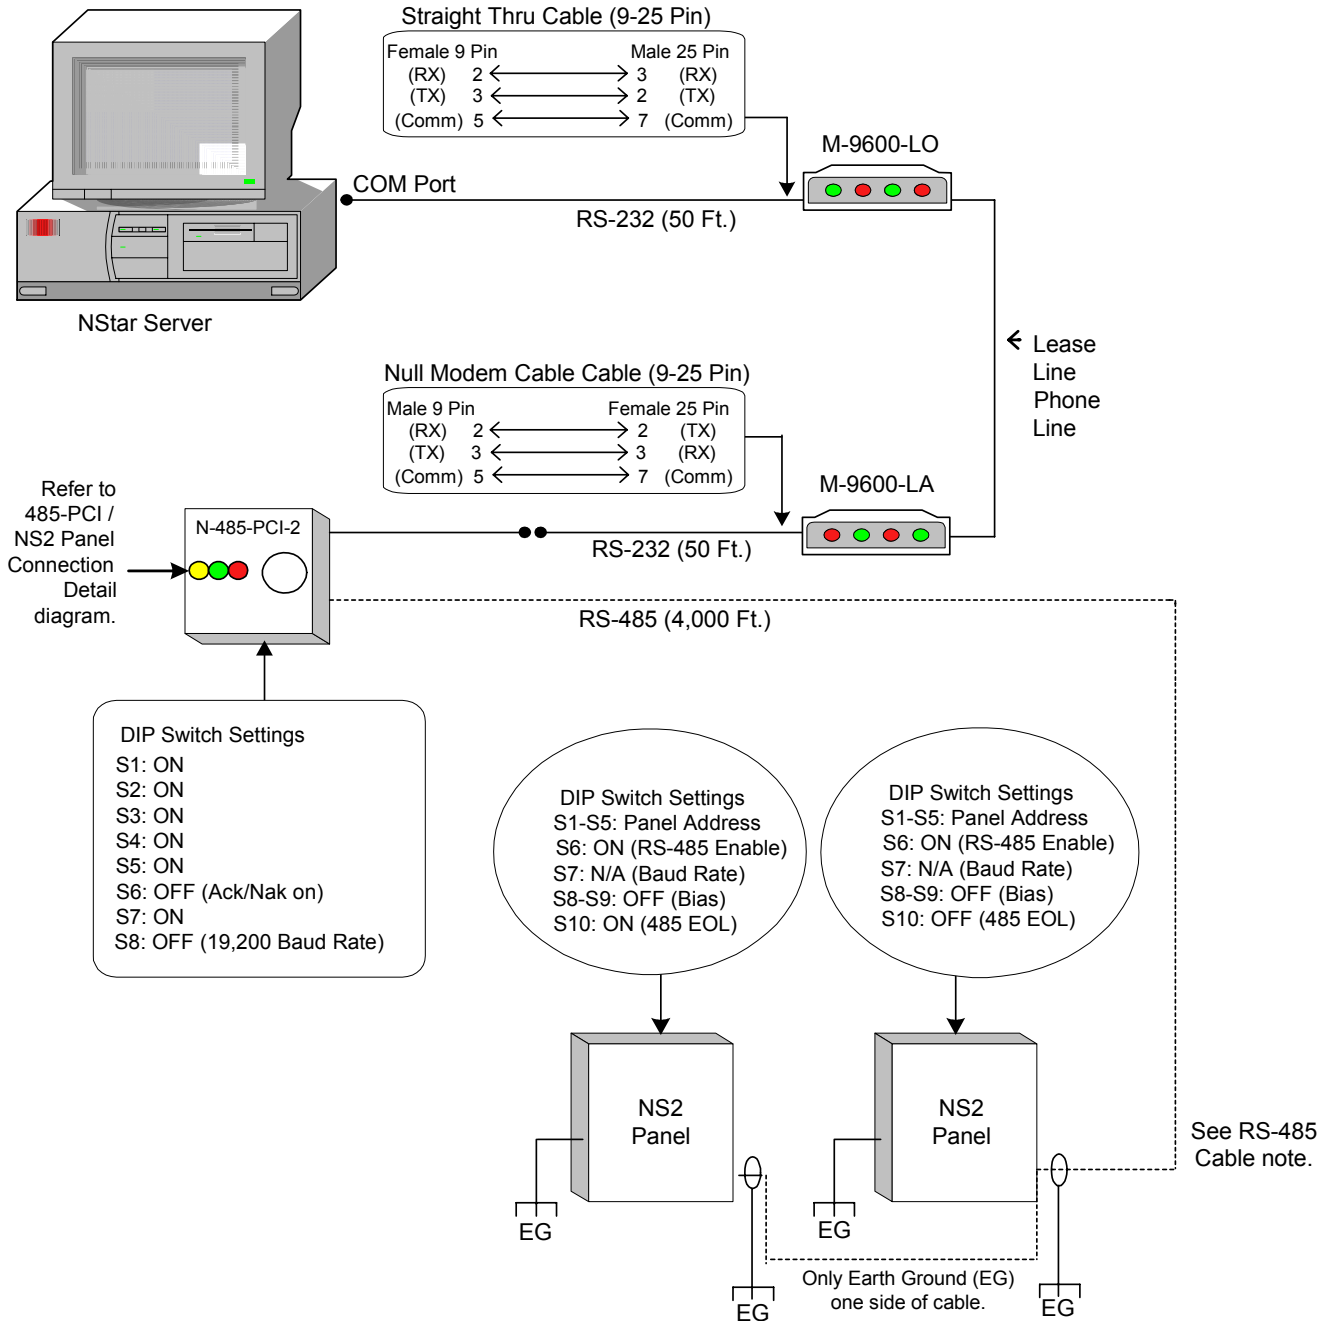 Straight Thru Cable (9-25 Pin)
Female 9 Pin Male 25 Pin
(RX) 2 3 (RX)
(TX) 3 2 (TX)
(Comm) 5 7 (Comm)
M-9600-LO
COM Port
RS-232 (50 Ft.)
NStar Server
Lease
Line
Phone
Line
Null Modem Cable Cable (9-25 Pin)
Male 9 Pin Female 25 Pin
(RX) 2 2 (TX)
(TX) 3 3 (RX)
(Comm) 5 7 (Comm)
M-9600-LA
Refer to
485-PCI /
NS2 Panel
Connection
Detail
diagram.
N-485-PCI-2
RS-232 (50 Ft.)
RS-485 (4,000 Ft.)
DIP Switch Settings
S1: ON
S2: ON
S3: ON
S4: ON
S5: ON
S6: OFF (Ack/Nak on)
S7: ON
S8: OFF (19,200 Baud Rate)
DIP Switch Settings
S1-S5: Panel Address
S6: ON (RS-485 Enable)
S7: N/A (Baud Rate)
S8-S9: OFF (Bias)
S10: ON (485 EOL)
DIP Switch Settings
S1-S5: Panel Address
S6: ON (RS-485 Enable)
S7: N/A (Baud Rate)
S8-S9: OFF (Bias)
S10: OFF (485 EOL)
NS2
Panel
NS2
Panel
See RS-485
Cable note.
EG
EG
EG
EG
Only Earth Ground (EG)
one side of cable.